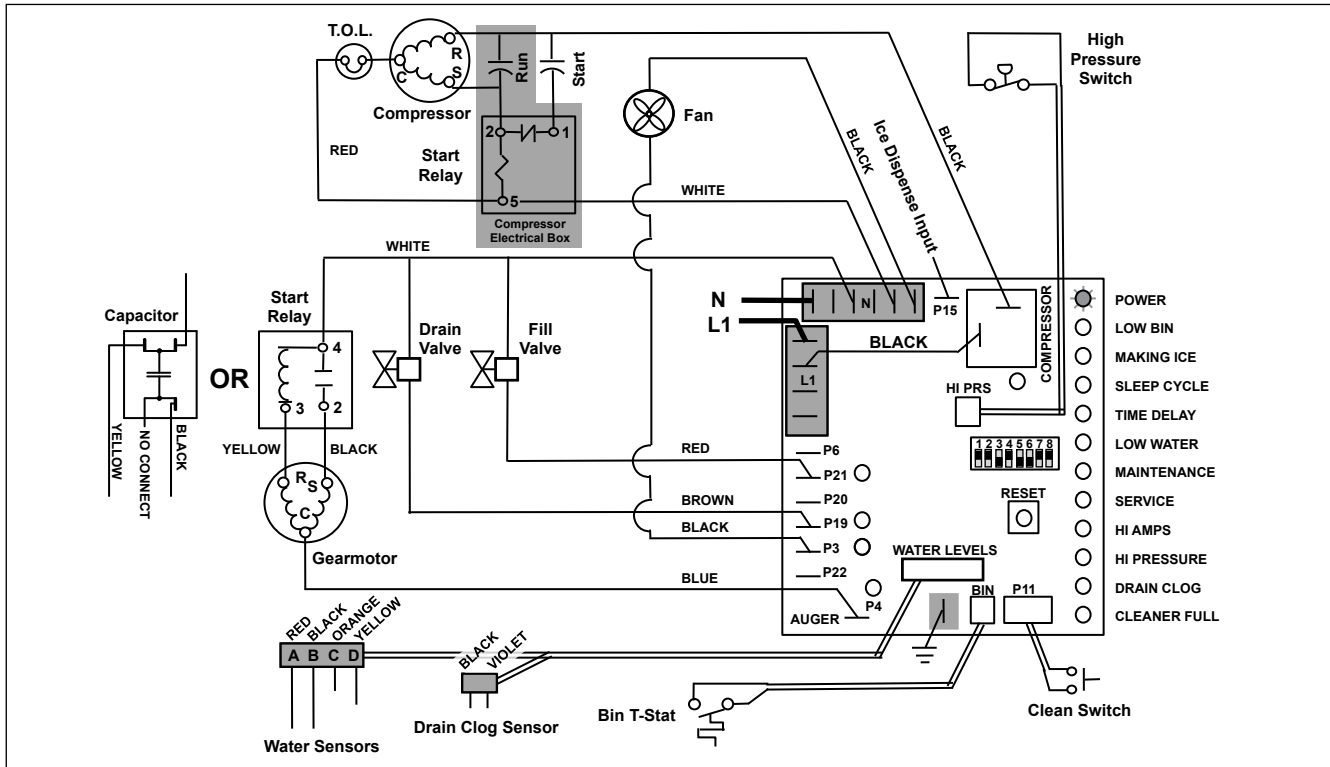 T.O.L.
R
S
C
Compressor
Run
Start
2
1
Start
Relay
5
Compressor
Electrical Box
RED
WHITE
Fan
BLACK
Ice Dispense Input
BLACK
High
Pressure
Switch
WHITE
Capacitor
YELLOW
NO CONNECT
BLACK
OR
Start
Relay
4
3
2
YELLOW
BLACK
R
S
C
Gearmotor
Drain
Valve
Fill
Valve
N
L1
N
P15
L1
BLACK
COMPRESSOR
HI PRS
1 2 3 4 5 6 7 8
RESET
RED
BROWN
BLACK
BLUE
P6
P21
P20
P19
P3
P22
P4
AUGER
WATER LEVELS
BIN
P11
POWER
LOW BIN
MAKING ICE
SLEEP CYCLE
TIME DELAY
LOW WATER
MAINTENANCE
SERVICE
HI AMPS
HI PRESSURE
DRAIN CLOG
CLEANER FULL
RED
BLACK
ORANGE
YELLOW
A B C D
Water Sensors
BLACK
VIOLET
Drain Clog Sensor
Bin T-Stat
Clean Switch